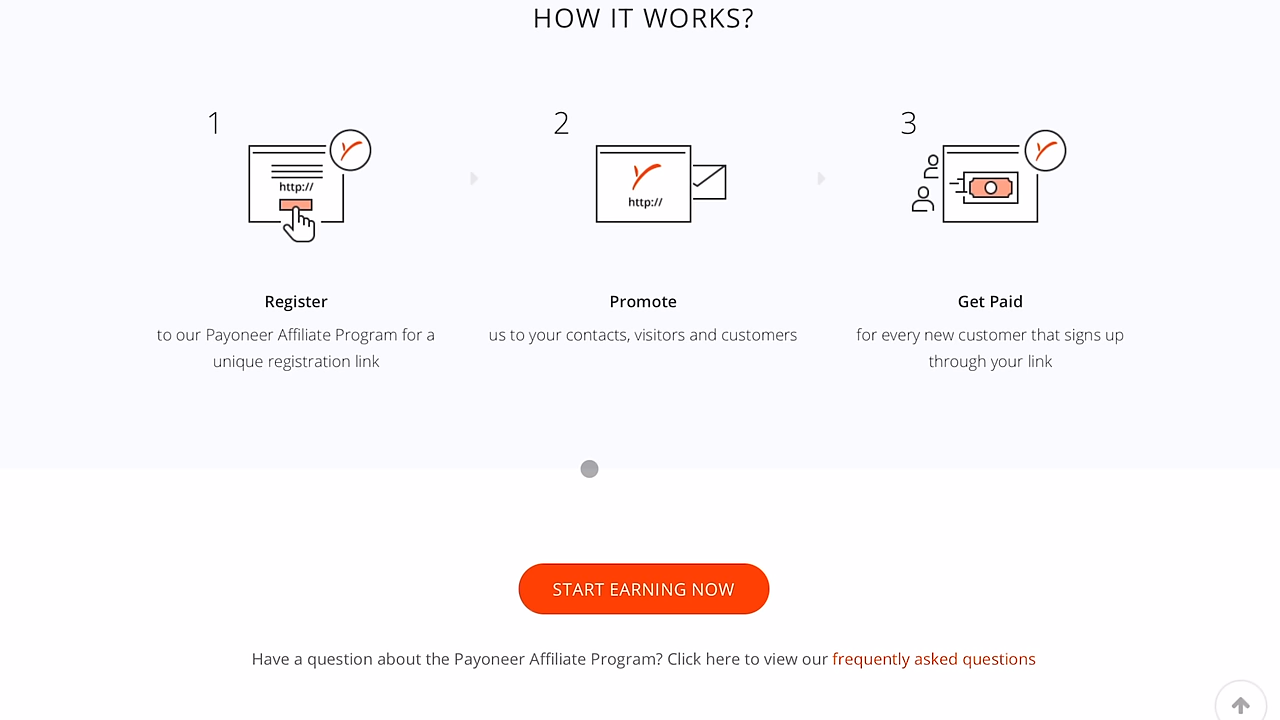 HOW IT WORKS?
1
http://
Register
to our Payoneer Affiliate Program for a
unique registration link
2
http://
Promote
us to your contacts, visitors and customers
3
Get Paid
for every new customer that signs up
through your link
START EARNING NOW
Have a question about the Payoneer Affiliate Program? Click here to view our frequently asked questions